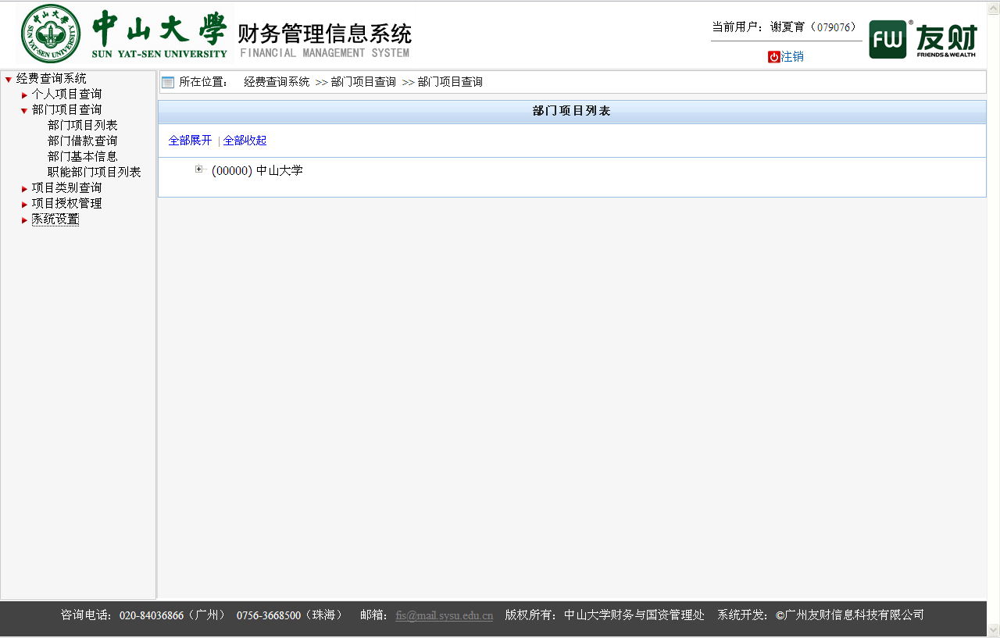 中山大學
SUN YAT-SEN UNIVERSITY
财务管理信息系统
FINANCIAL MANAGEMENT SYSTEM
当前用户：谢夏育（079076）
注销
FW® 友财
FRIENDS&WEALTH
经费查询系统
个人项目查询
部门项目查询
部门项目列表
部门借款查询
部门基本信息
职能部门项目列表
项目类别查询
项目授权管理
系统设置
所在位置： 经费查询系统 >> 部门项目查询 >> 部门项目查询
部门项目列表
全部展开 | 全部收起
(00000) 中山大学
咨询电话：020-84036866（广州） 0756-3668500（珠海） 邮箱：fis@mail.sysu.edu.cn 版权所有：中山大学财务与国资管理处 系统开发：©广州友财信息科技有限公司